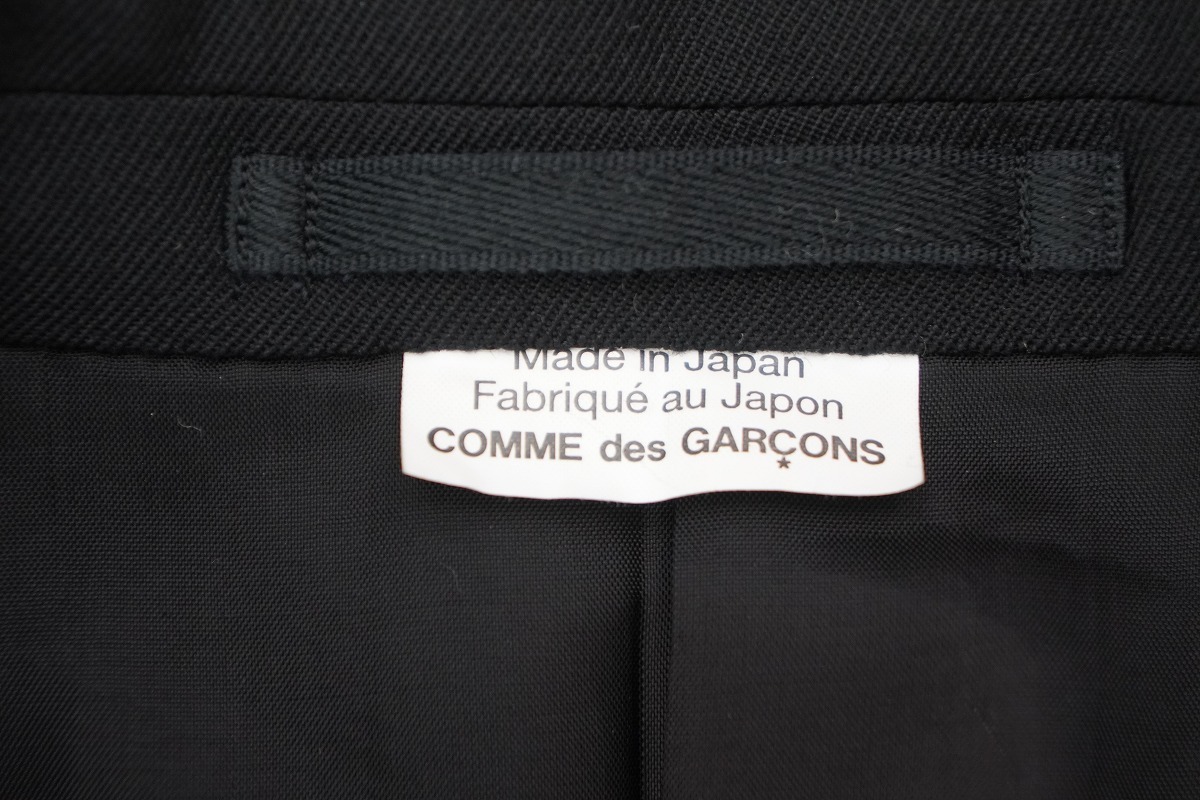 Made in Japan
Fabriqué au Japon
COMME des GARÇONS